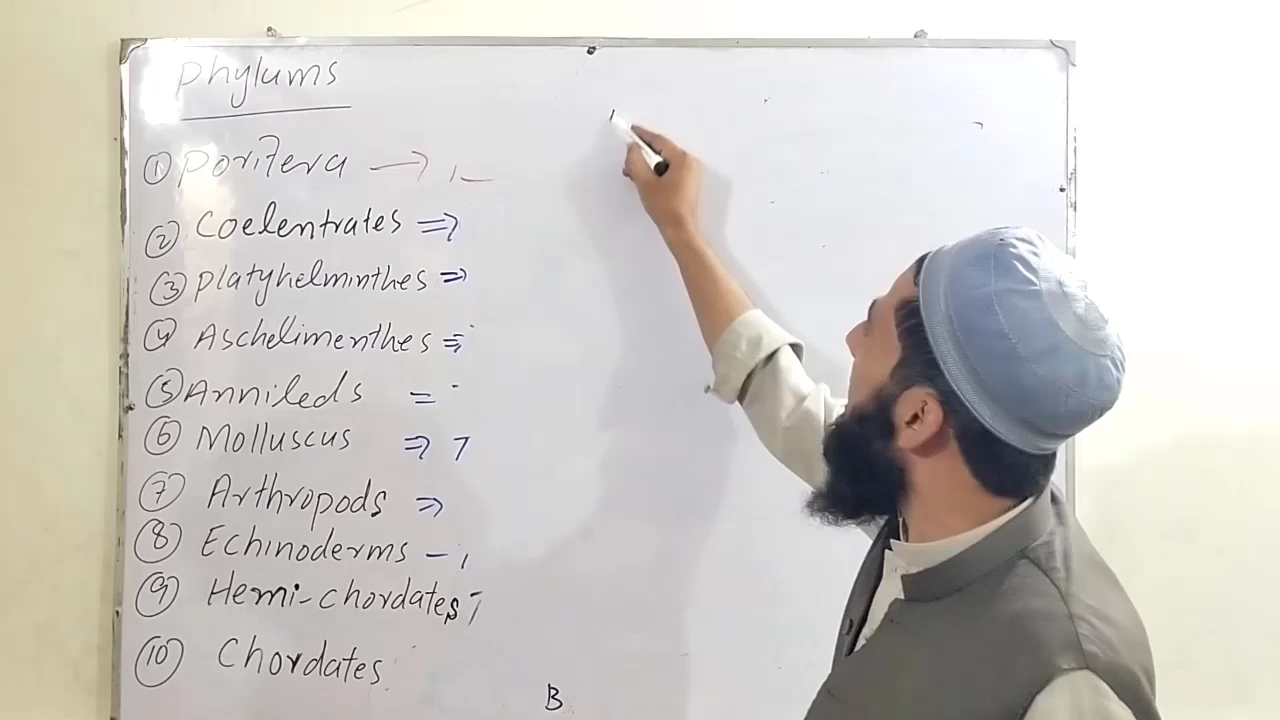 Phylums
① Porifera →
② Coelentrates ⇒
③ Platyhelminthes ⇒
④ Aschelimenthes ⇒
⑤ Annileds =
⑥ Molluscus ⇒
⑦ Arthropods ⇒
⑧ Echinoderms -
⑨ Hemi-chordates
⑩ Chordates
B